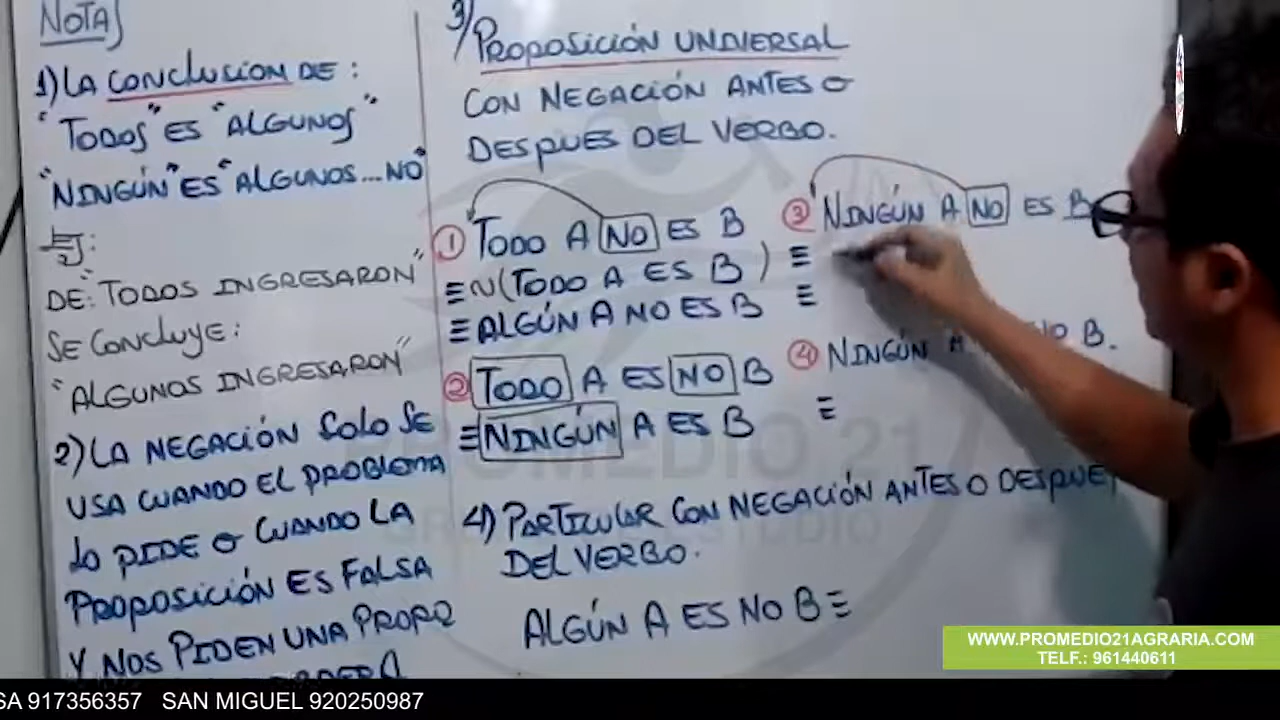 NOTAS
1) LA CONCLUSION DE:
"TODOS" ES "ALGUNOS"
"NINGÚN" ES "ALGUNOS...NO"
EJ:
DE: "TODOS INGRESARON"
SE CONCLUYE:
"ALGUNOS INGRESARON"
2) LA NEGACIÓN SOLO SE
USA CUANDO EL PROBLEMA
LO PIDE O CUANDO LA
PROPOSICIÓN ES FALSA
Y NOS PIDEN UNA PROPO
3) PROPOSICIÓN UNIVERSAL
CON NEGACIÓN ANTES O
DESPUES DEL VERBO.
① TODO A NO ES B
≡ ~(TODO A ES B)
≡ ALGÚN A NO ES B
② TODO A ES NO B
≡ NINGÚN A ES B
③ NINGÚN A NO ES B
≡
≡
④ NINGÚN A NO B.
≡
4) PARTICULAR CON NEGACIÓN ANTES O DESPUES
DEL VERBO.
ALGÚN A ES NO B ≡
PROMEDIO 21
WWW.PROMEDIO21AGRARIA.COM
TELF.: 961440611
SA 917356357 SAN MIGUEL 920250987